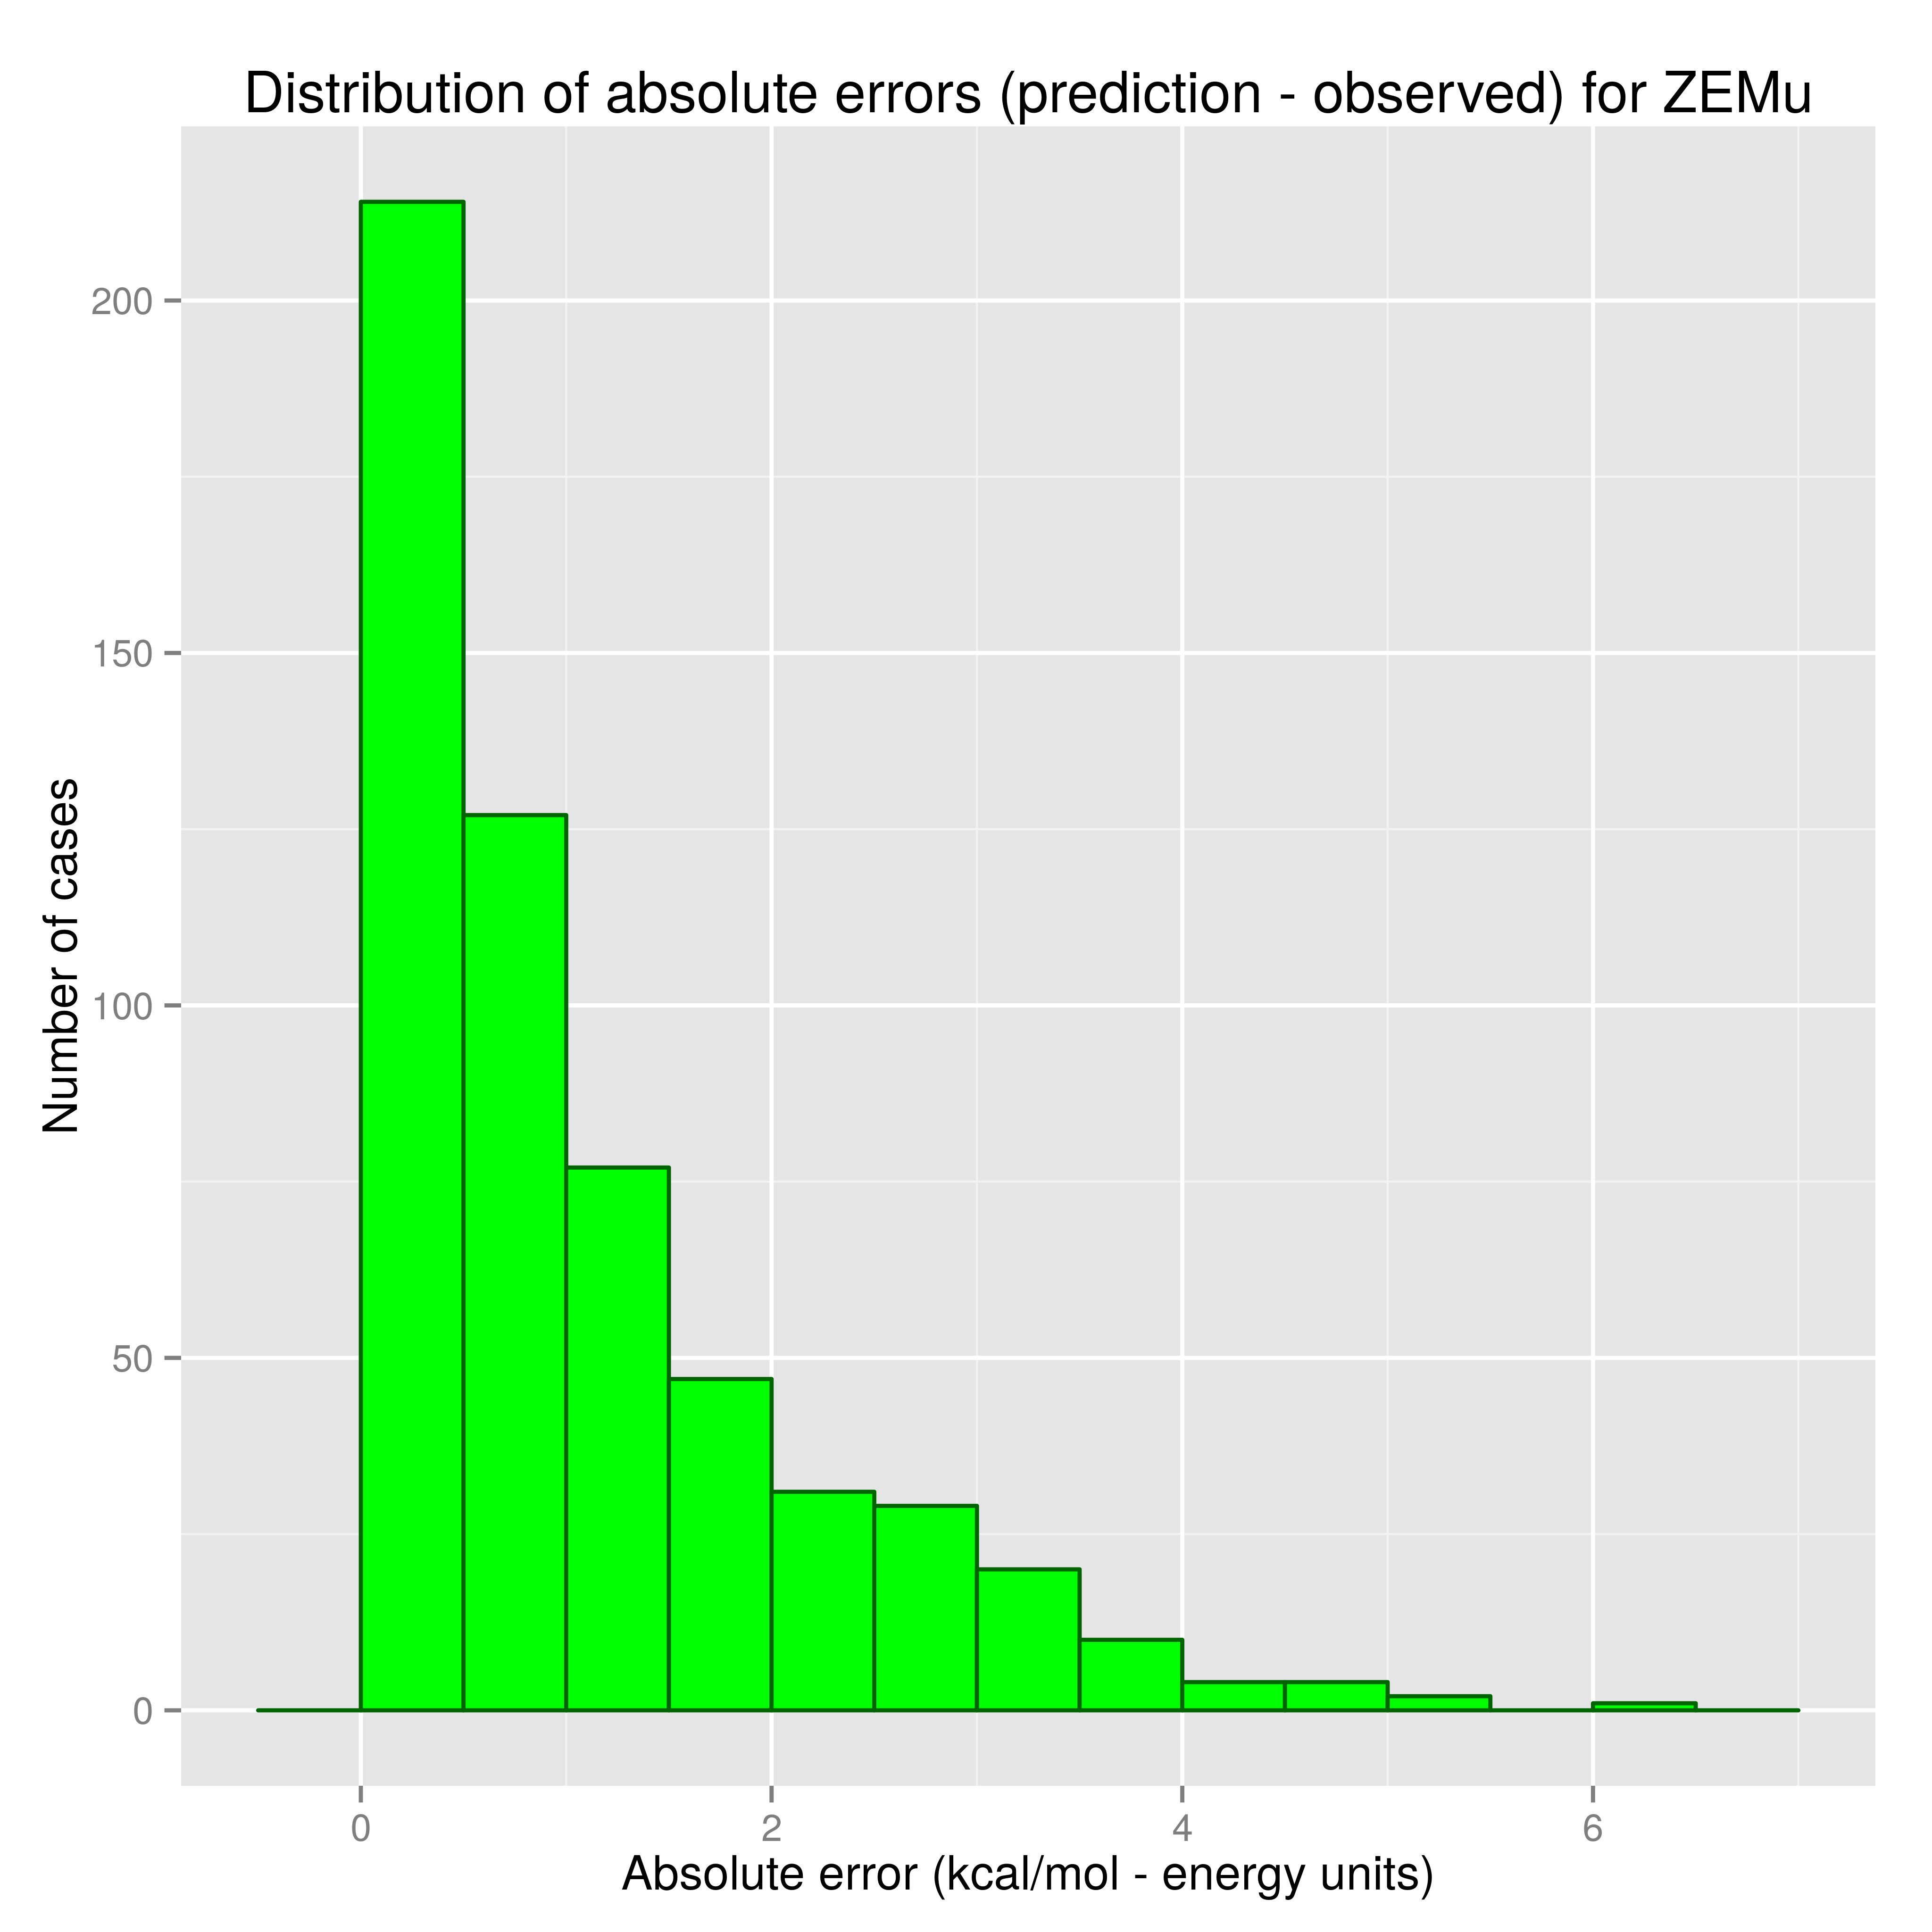 Distribution of absolute errors (prediction - observed) for ZEMu
200
150
100
50
0
Number of cases
0 2 4 6
Absolute error (kcal/mol - energy units)